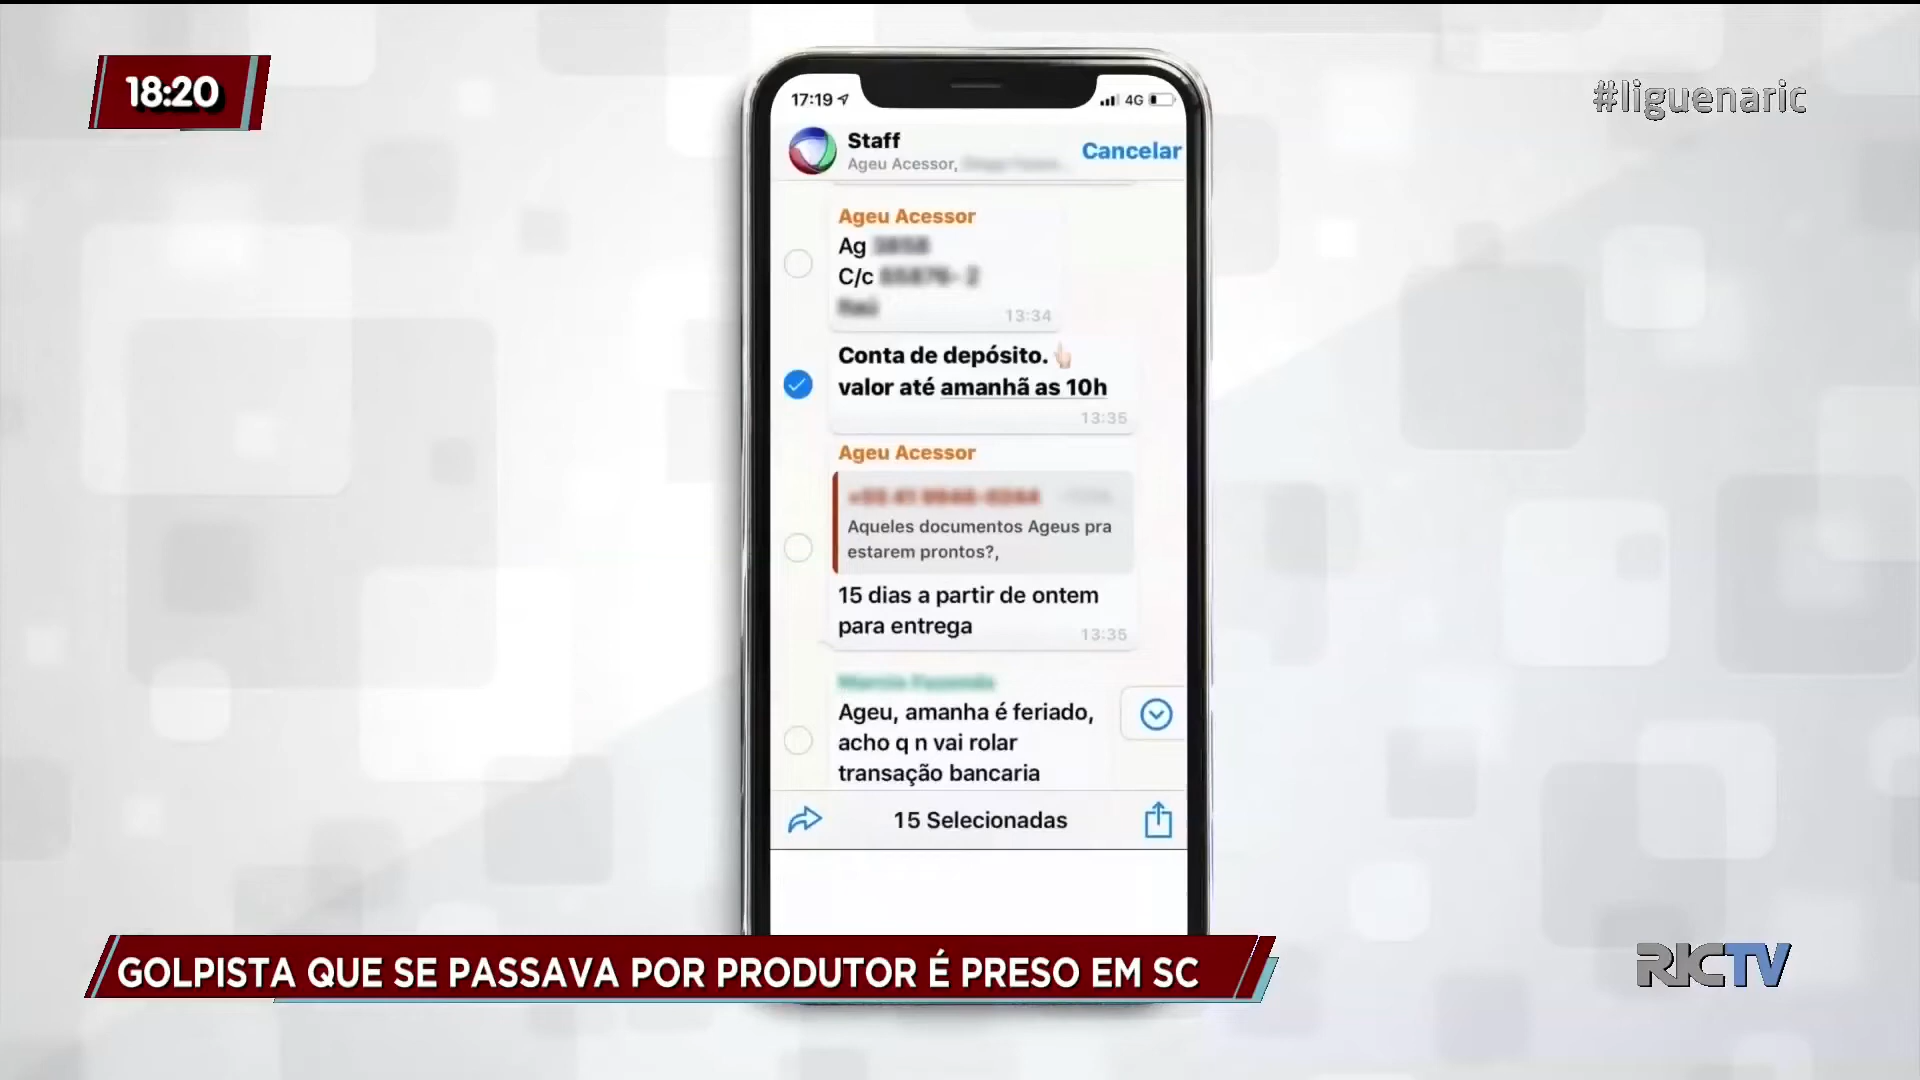 18:20
#liguenaric
17:19
4G
Staff
Ageu Acessor,
Cancelar
Ageu Acessor
Ag
C/c
13:34
Conta de depósito.👆
valor até amanhã as 10h
13:35
Ageu Acessor
Aqueles documentos Ageus pra
estarem prontos?,
15 dias a partir de ontem
para entrega
13:35
Ageu, amanha é feriado,
acho q n vai rolar
transação bancaria
15 Selecionadas
GOLPISTA QUE SE PASSAVA POR PRODUTOR É PRESO EM SC
RICTV